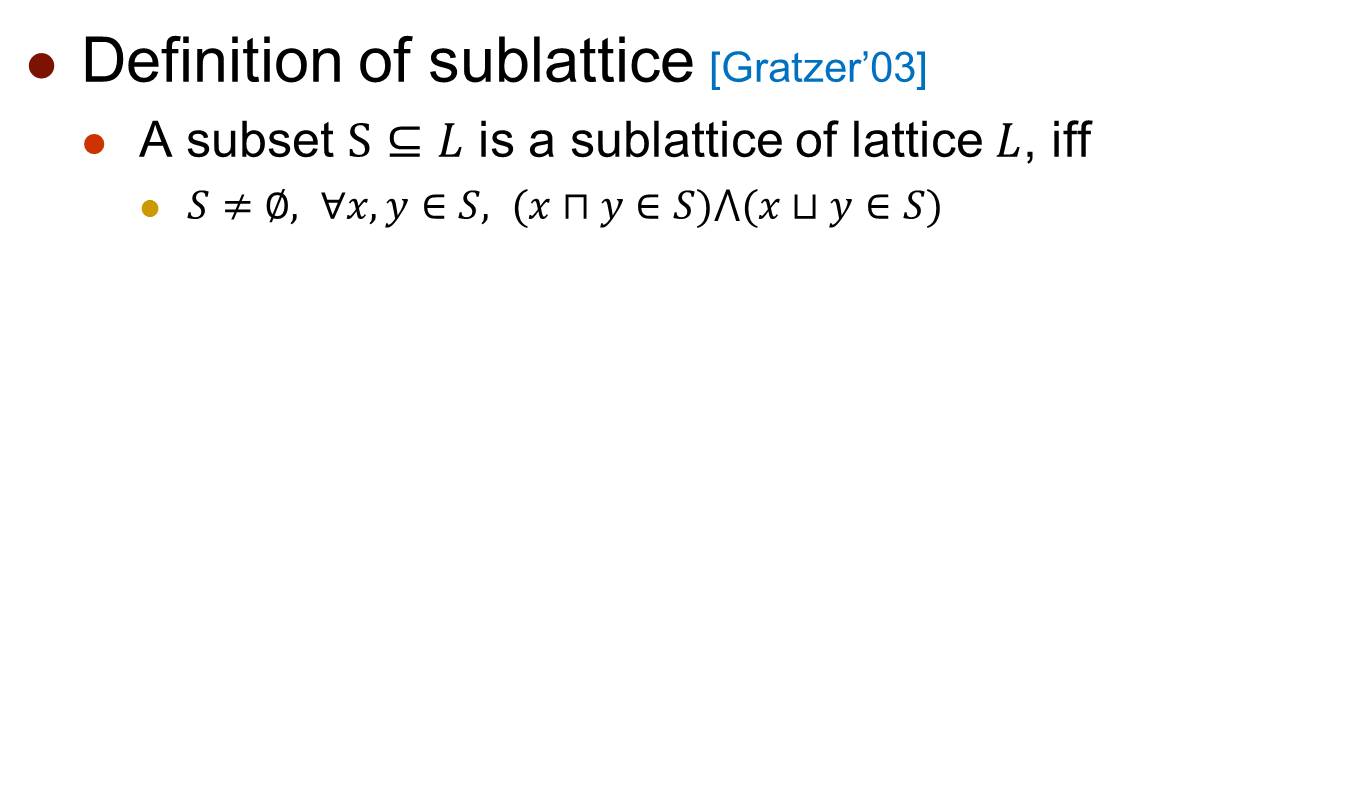 Definition of sublattice [Gratzer’03]
A subset S ⊆ L is a sublattice of lattice L, iff
S ≠ ∅, ∀x, y ∈ S, (x ⊓ y ∈ S)⋀(x ⊔ y ∈ S)